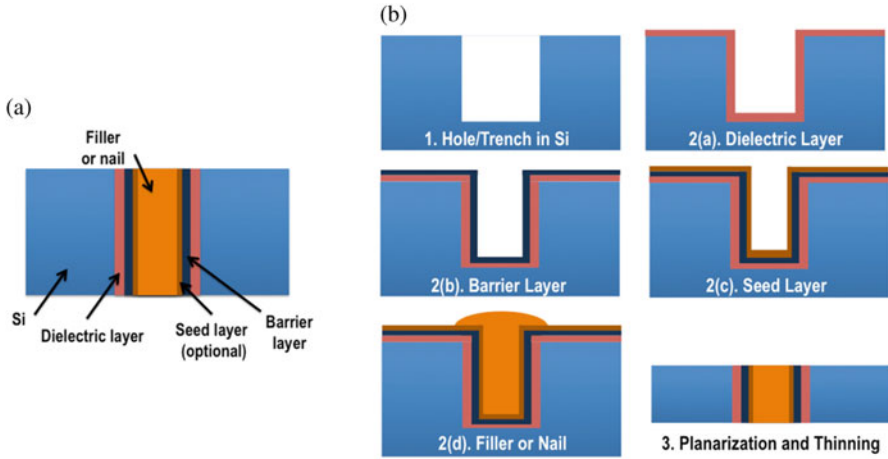 (a)
Filler
or nail
Si
Dielectric layer
Seed layer
(optional)
Barrier
layer
(b)
1. Hole/Trench in Si
2(a). Dielectric Layer
2(b). Barrier Layer
2(c). Seed Layer
2(d). Filler or Nail
3. Planarization and Thinning